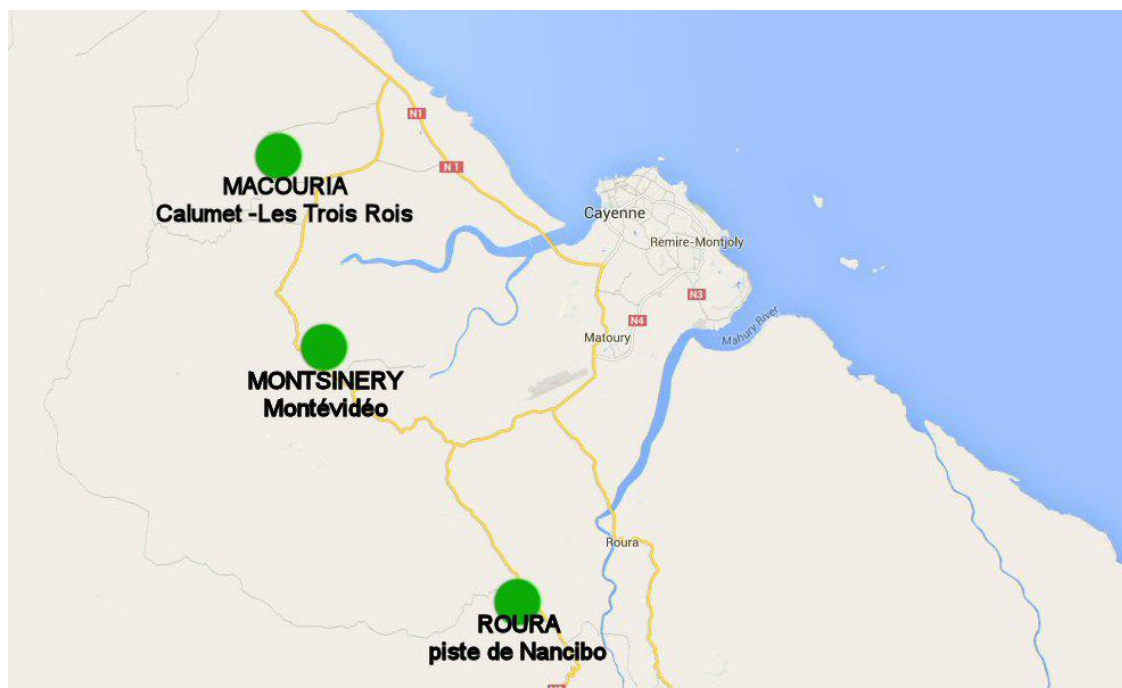 N1
N 1
MACOURIA
Calumet -Les Trois Rois
Cayenne
Remire-Montjoly
N3
N4
Mahury River
Matoury
MONTSINERY
Montévidéo
Roura
ROURA
piste de Nancibo